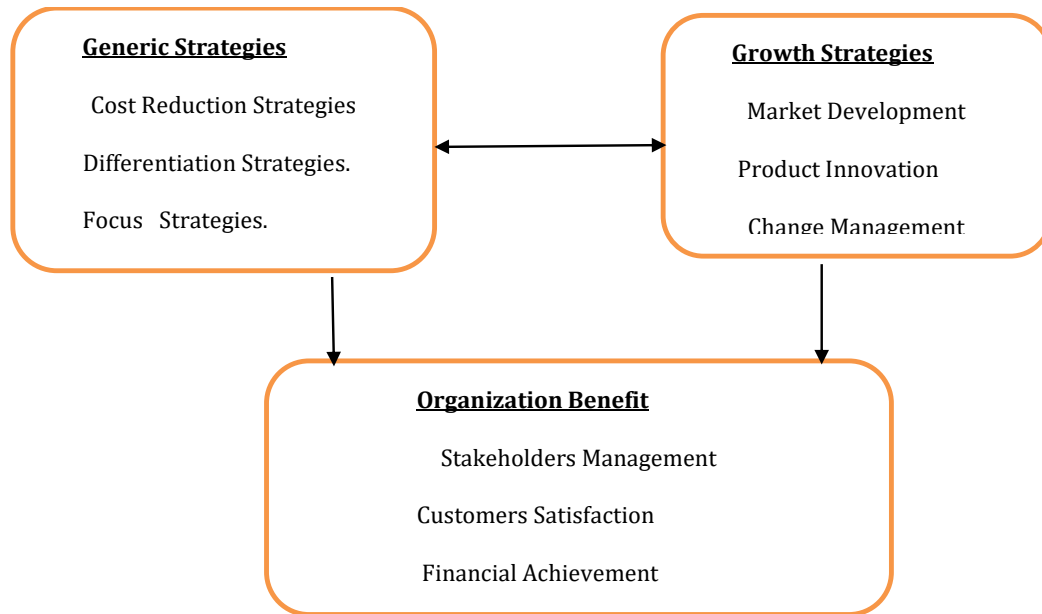 Generic Strategies
Cost Reduction Strategies
Differentiation Strategies.
Focus Strategies.
Growth Strategies
Market Development
Product Innovation
Change Management
Organization Benefit
Stakeholders Management
Customers Satisfaction
Financial Achievement